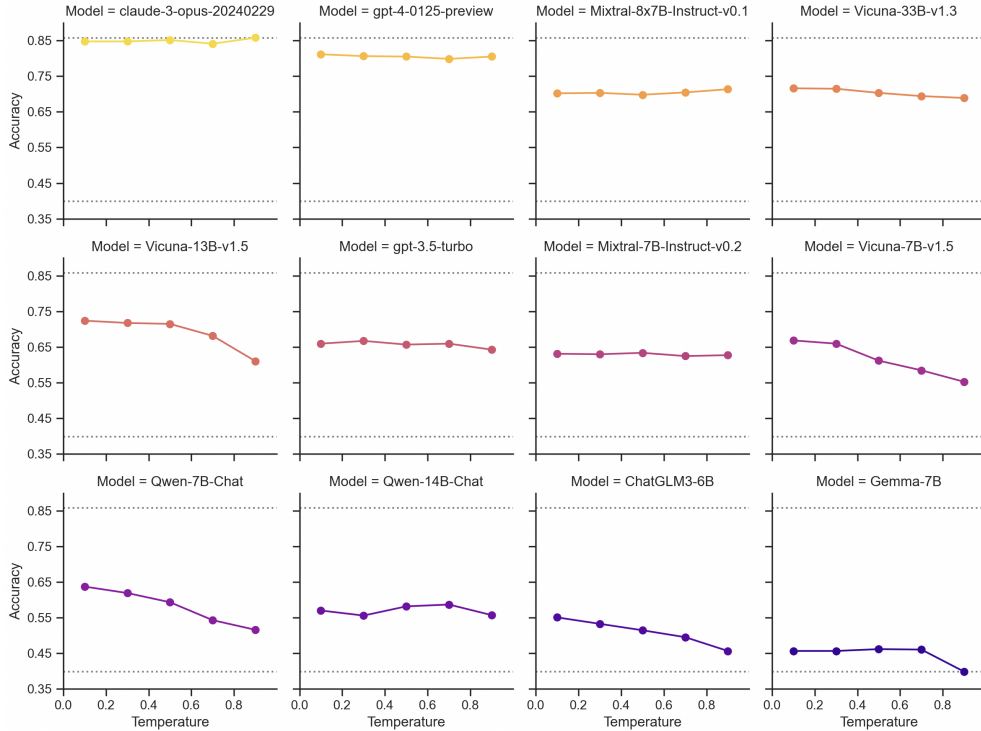 Model = claude-3-opus-20240229
Model = gpt-4-0125-preview
Model = Mixtral-8x7B-Instruct-v0.1
Model = Vicuna-33B-v1.3
0.85
0.75
0.65
0.55
0.45
0.35
Accuracy
Model = Vicuna-13B-v1.5
Model = gpt-3.5-turbo
Model = Mixtral-7B-Instruct-v0.2
Model = Vicuna-7B-v1.5
0.85
0.75
0.65
0.55
0.45
0.35
Accuracy
Model = Qwen-7B-Chat
Model = Qwen-14B-Chat
Model = ChatGLM3-6B
Model = Gemma-7B
0.85
0.75
0.65
0.55
0.45
0.35
Accuracy
0.0 0.2 0.4 0.6 0.8
0.0 0.2 0.4 0.6 0.8
0.0 0.2 0.4 0.6 0.8
0.0 0.2 0.4 0.6 0.8
Temperature
Temperature
Temperature
Temperature